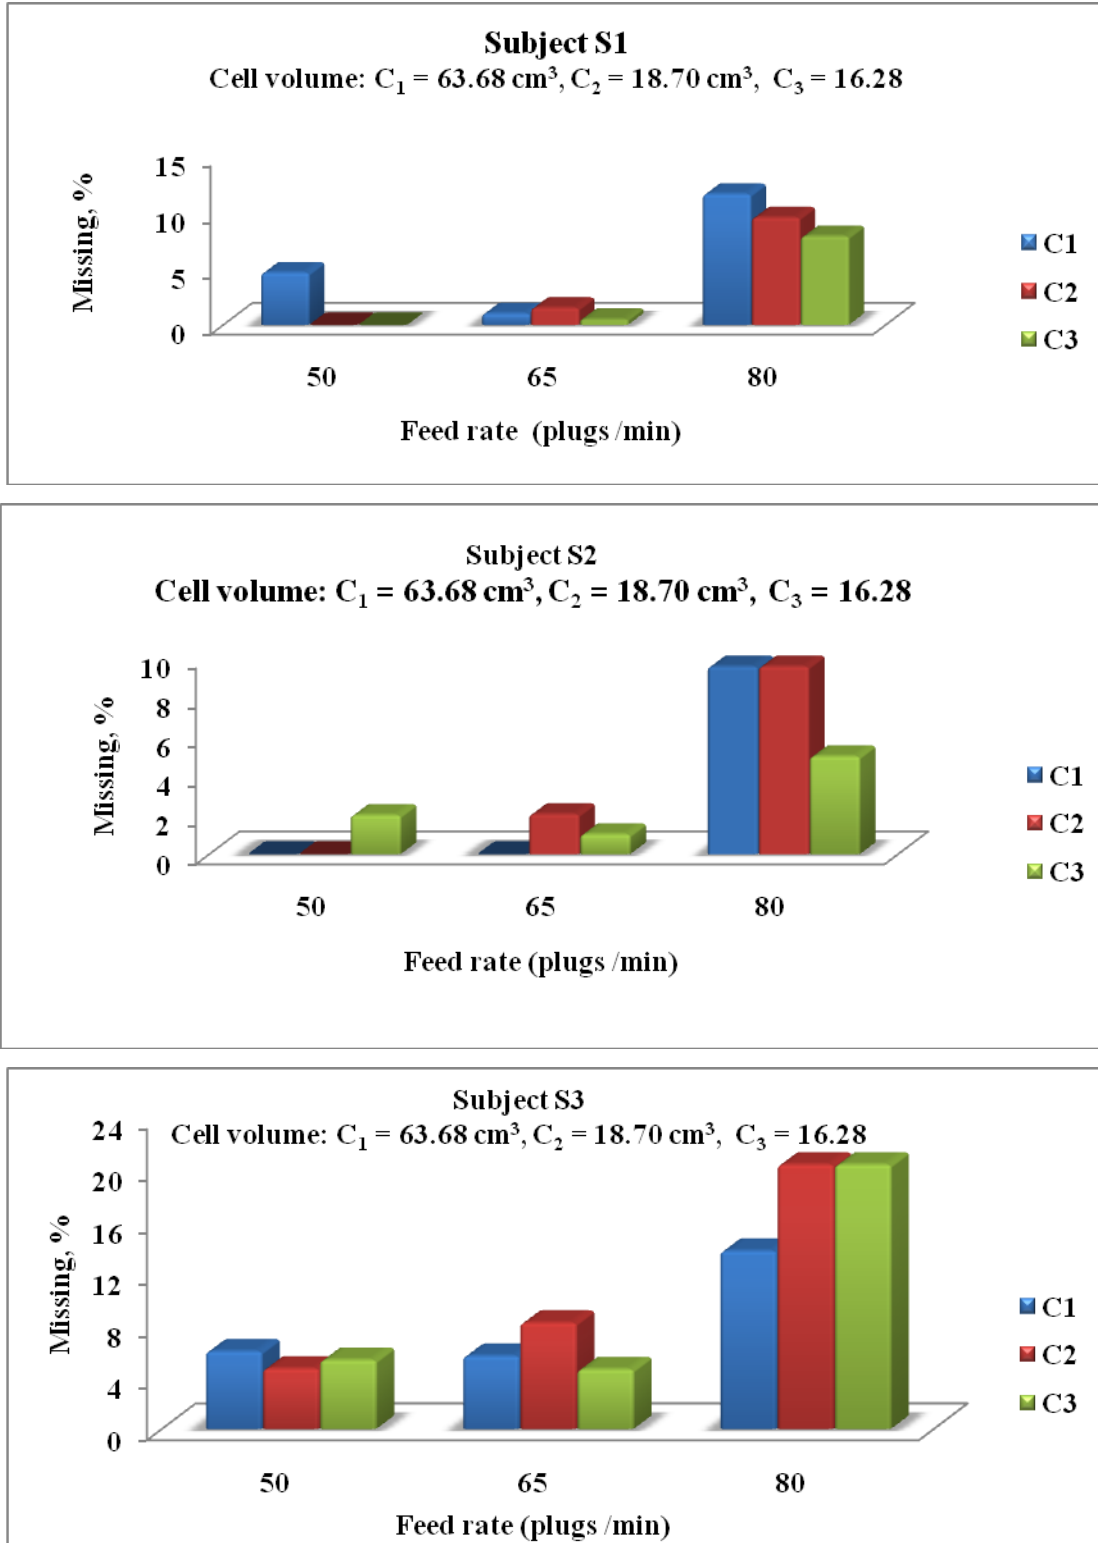 Subject S1
Cell volume: C₁ = 63.68 cm³, C₂ = 18.70 cm³, C₃ = 16.28
Missing, %
15
10
5
0
50 65 80
Feed rate (plugs /min)
C1
C2
C3
Subject S2
Cell volume: C₁ = 63.68 cm³, C₂ = 18.70 cm³, C₃ = 16.28
Missing, %
10
8
6
4
2
0
50 65 80
Feed rate (plugs /min)
C1
C2
C3
Subject S3
Cell volume: C₁ = 63.68 cm³, C₂ = 18.70 cm³, C₃ = 16.28
Missing, %
24
20
16
12
8
4
0
50 65 80
Feed rate (plugs /min)
C1
C2
C3